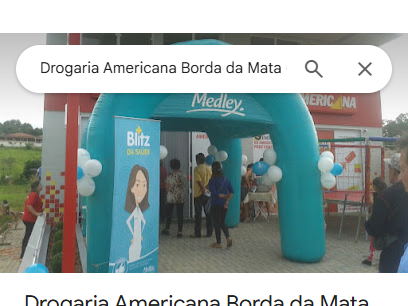 Drogaria Americana Borda da Mata
Medley.
AMERICANA
Blitz
DA SAÚDE
Drogaria Americana Borda da Mata